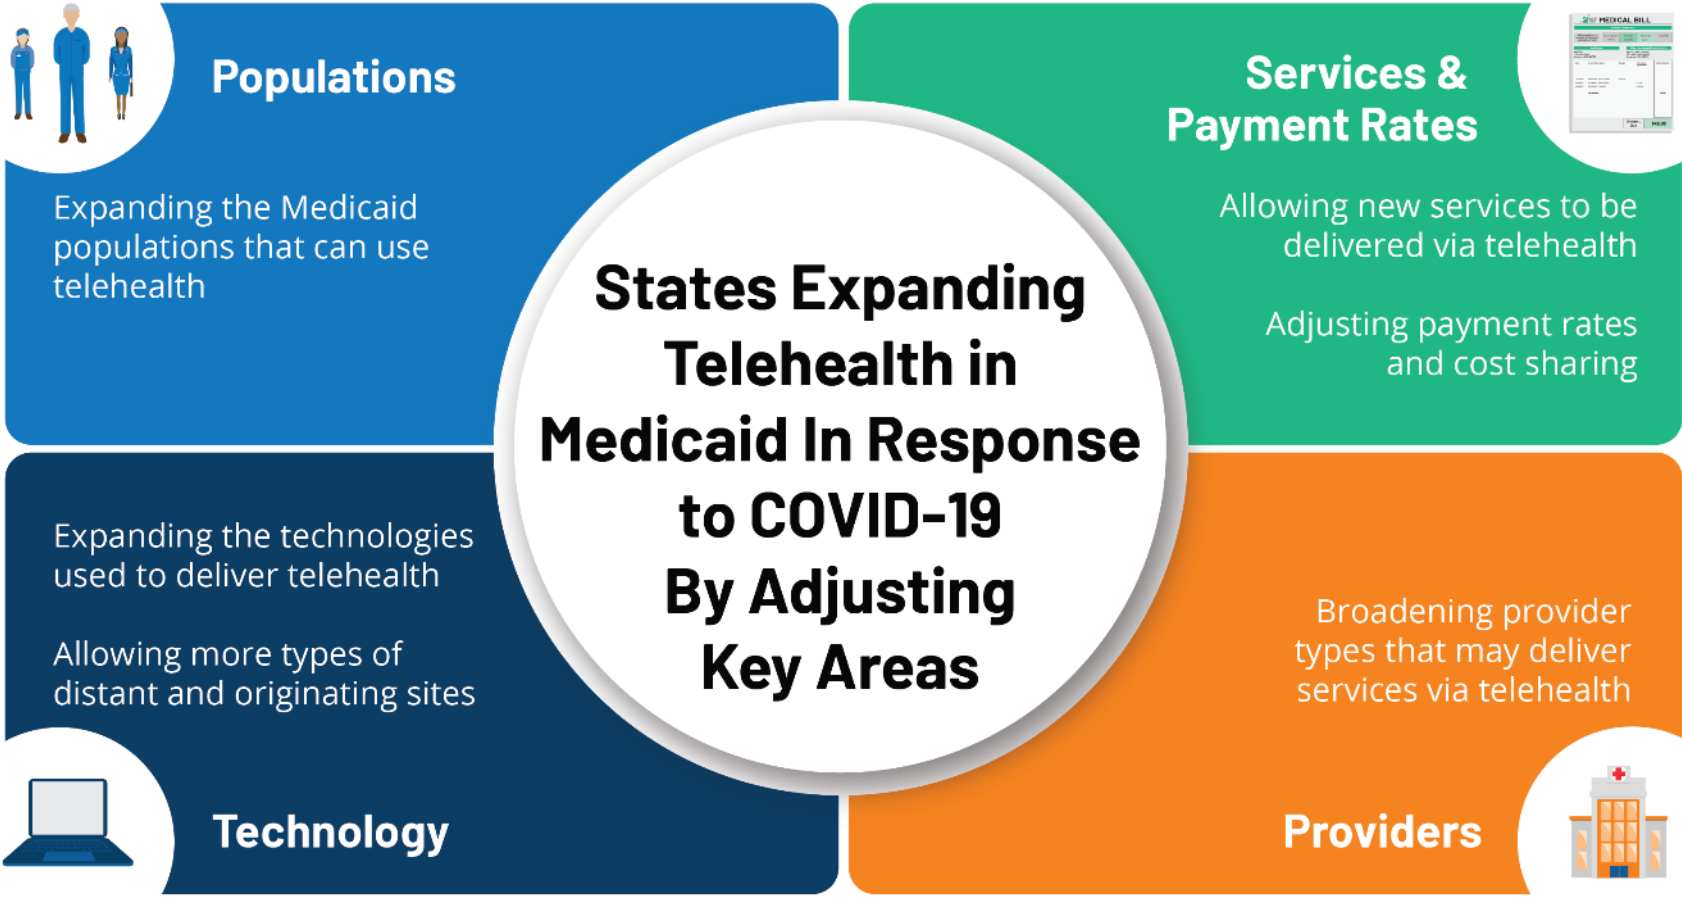 Populations
Expanding the Medicaid
populations that can use
telehealth
Services &
Payment Rates
MEDICAL BILL
Allowing new services to be
delivered via telehealth
Adjusting payment rates
and cost sharing
States Expanding
Telehealth in
Medicaid In Response
to COVID-19
By Adjusting
Key Areas
Expanding the technologies
used to deliver telehealth
Allowing more types of
distant and originating sites
Technology
Broadening provider
types that may deliver
services via telehealth
Providers